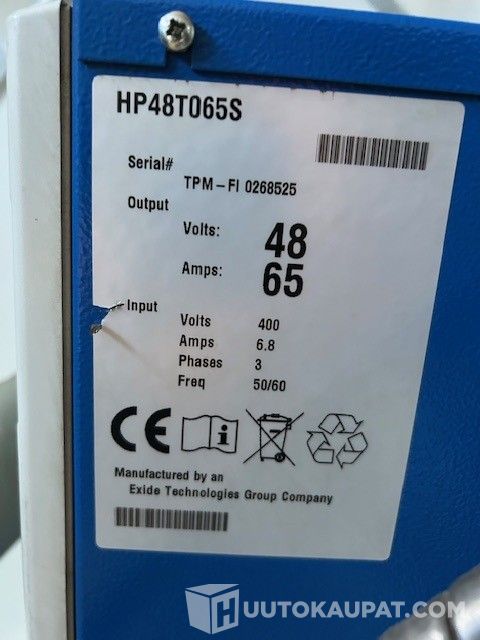 HP48T065S
Serial#
TPM-FI 0268525
Output
Volts: 48
Amps: 65
Input
Volts 400
Amps 6.8
Phases 3
Freq 50/60
CE
Manufactured by an
Exide Technologies Group Company
HUUTOKAUPAT.COM